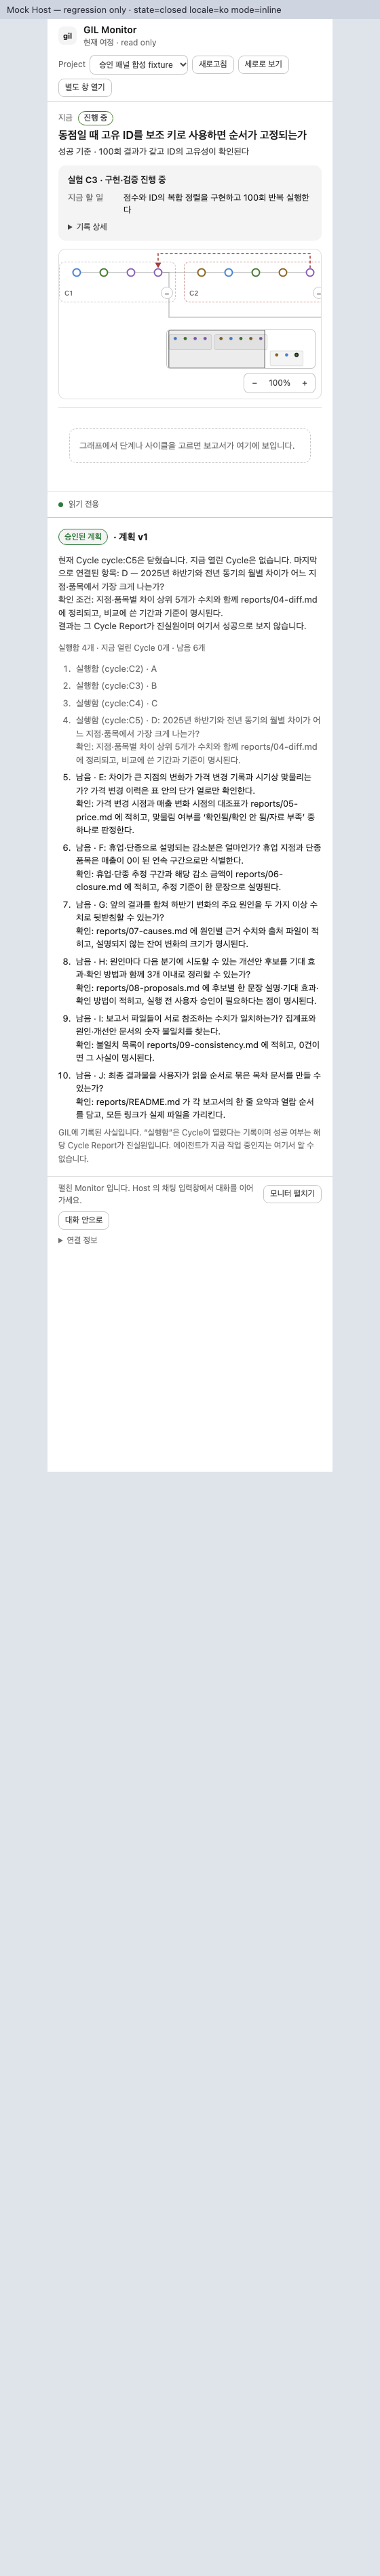 Mock Host — regression only · state=closed locale=ko mode=inline
gil
GIL Monitor
현재 여정 · read only
Project 승인 패널 합성 fixture 새로고침 세로로 보기
별도 창 열기
지금 진행 중
동점일 때 고유 ID를 보조 키로 사용하면 순서가 고정되는가
성공 기준 · 100회 결과가 같고 ID의 고유성이 확인된다
실험 C3 · 구현·검증 진행 중
지금 할 일 점수와 ID의 복합 정렬을 구현하고 100회 반복 실행한
다
▶ 기록 상세
C1 − C2 −
− 100% +
그래프에서 단계나 사이클을 고르면 보고서가 여기에 보입니다.
읽기 전용
승인된 계획 · 계획 v1
현재 Cycle cycle:C5은 닫혔습니다. 지금 열린 Cycle은 없습니다. 마지막
으로 연결된 항목: D — 2025년 하반기와 전년 동기의 월별 차이가 어느 지
점·품목에서 가장 크게 나는가?
확인 조건: 지점·품목별 차이 상위 5개가 수치와 함께 reports/04-diff.md
에 정리되고, 비교에 쓴 기간과 기준이 명시된다.
결과는 그 Cycle Report가 진실원이며 여기서 성공으로 보지 않습니다.
실행함 4개 · 지금 열린 Cycle 0개 · 남음 6개
1. 실행함 (cycle:C2) · A
2. 실행함 (cycle:C3) · B
3. 실행함 (cycle:C4) · C
4. 실행함 (cycle:C5) · D: 2025년 하반기와 전년 동기의 월별 차이가 어
느 지점·품목에서 가장 크게 나는가?
확인: 지점·품목별 차이 상위 5개가 수치와 함께 reports/04-diff.md
에 정리되고, 비교에 쓴 기간과 기준이 명시된다.
5. 남음 · E: 차이가 큰 지점의 변화가 가격 변경 기록과 시기상 맞물리는
가? 가격 변경 이력은 표 안의 단가 열로만 확인한다.
확인: 가격 변경 시점과 매출 변화 시점의 대조표가 reports/05-
price.md 에 적히고, 맞물림 여부를 ‘확인됨/확인 안 됨/자료 부족’ 중
하나로 판정한다.
6. 남음 · F: 휴업·단종으로 설명되는 감소분은 얼마인가? 휴업 지점과 단종
품목은 매출이 0이 된 연속 구간으로만 식별한다.
확인: 휴업·단종 추정 구간과 해당 감소 금액이 reports/06-
closure.md 에 적히고, 추정 기준이 한 문장으로 설명된다.
7. 남음 · G: 앞의 결과를 합쳐 하반기 변화의 주요 원인을 두 가지 이상 수
치로 뒷받침할 수 있는가?
확인: reports/07-causes.md 에 원인별 근거 수치와 출처 파일이 적
히고, 설명되지 않는 잔여 변화의 크기가 명시된다.
8. 남음 · H: 원인마다 다음 분기에 시도할 수 있는 개선안 후보를 기대 효
과·확인 방법과 함께 3개 이내로 정리할 수 있는가?
확인: reports/08-proposals.md 에 후보별 한 문장 설명·기대 효과·
확인 방법이 적히고, 실행 전 사용자 승인이 필요하다는 점이 명시된다.
9. 남음 · I: 보고서 파일들이 서로 참조하는 수치가 일치하는가? 집계표와
원인·개선안 문서의 숫자 불일치를 찾는다.
확인: 불일치 목록이 reports/09-consistency.md 에 적히고, 0건이
면 그 사실이 명시된다.
10. 남음 · J: 최종 결과물을 사용자가 읽을 순서로 묶은 목차 문서를 만들 수
있는가?
확인: reports/README.md 가 각 보고서의 한 줄 요약과 열람 순서
를 담고, 모든 링크가 실제 파일을 가리킨다.
GIL에 기록된 사실입니다. “실행함”은 Cycle이 열렸다는 기록이며 성공 여부는 해
당 Cycle Report가 진실원입니다. 에이전트가 지금 작업 중인지는 여기서 알 수
없습니다.
펼친 Monitor 입니다. Host 의 채팅 입력창에서 대화를 이어
가세요.
모니터 펼치기
대화 안으로
▶ 연결 정보